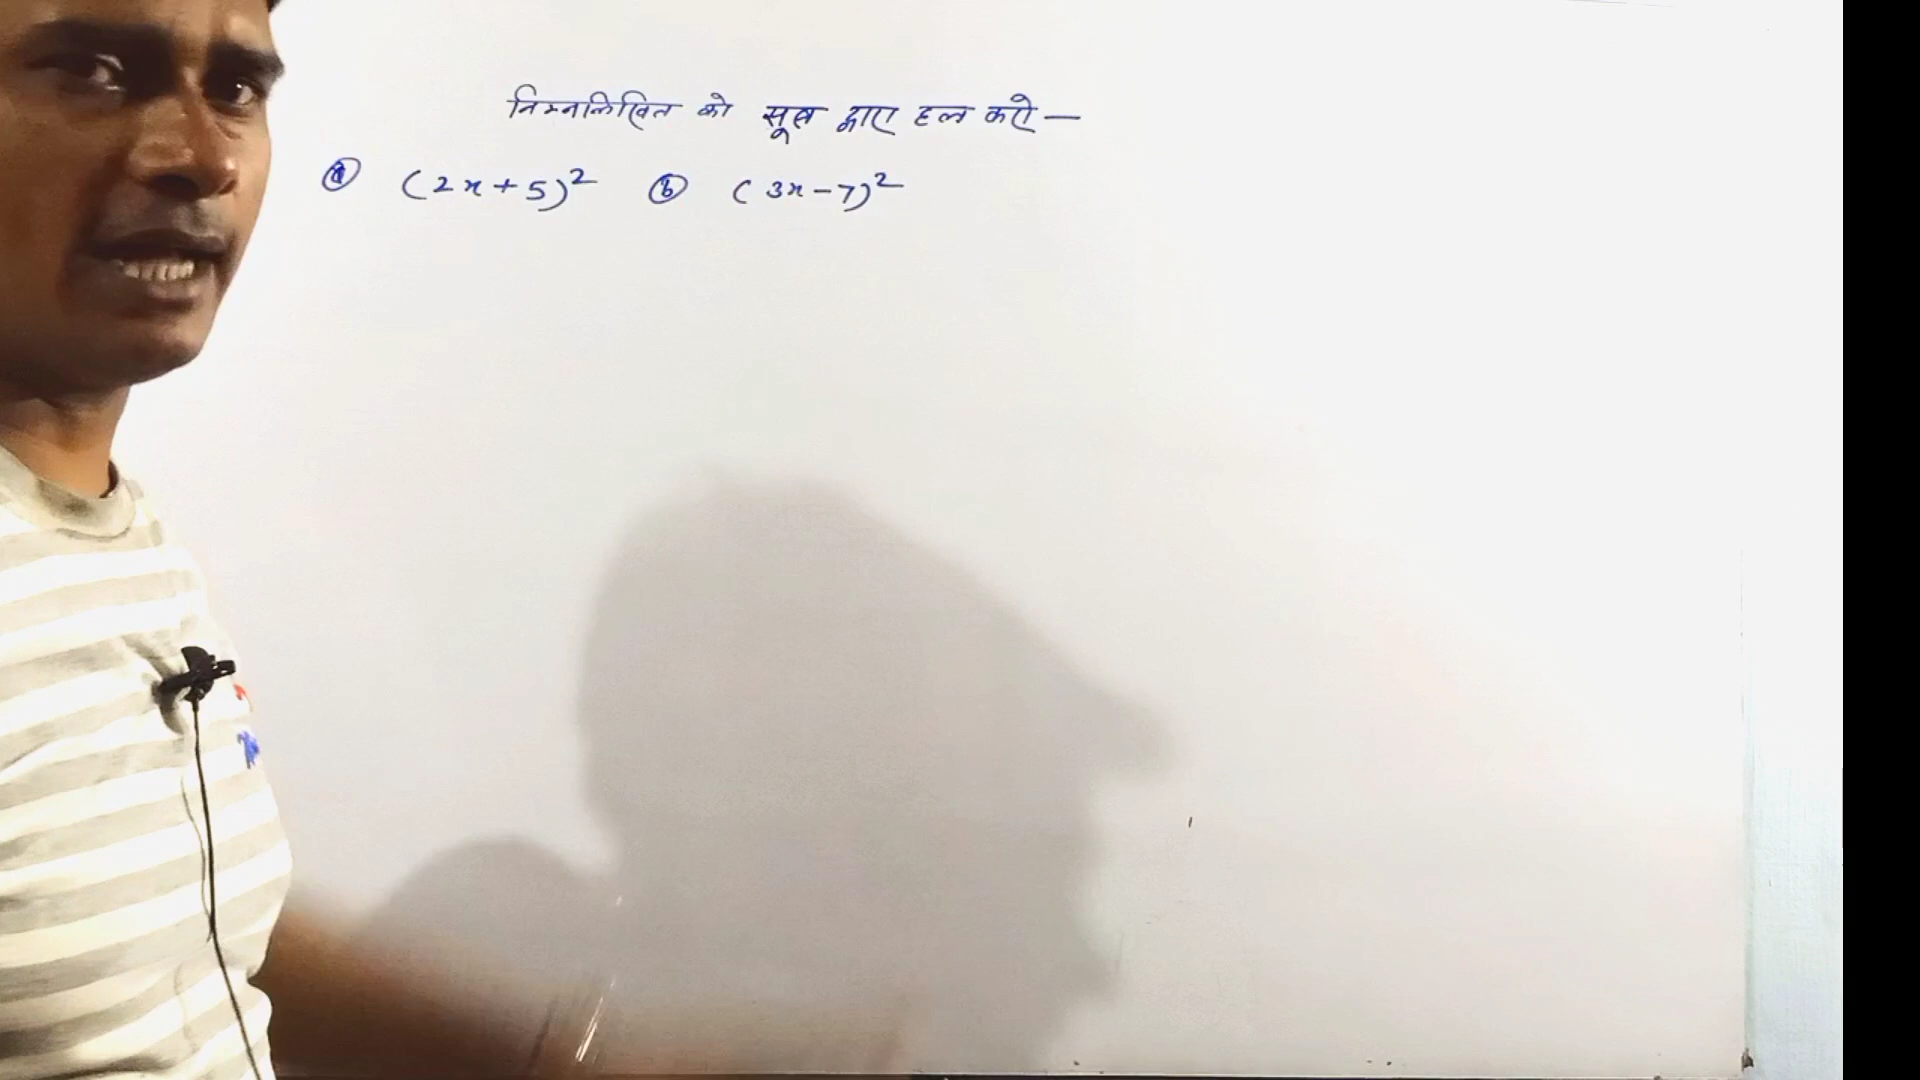 निम्नलिखित को सूत्र द्वारा हल करो —
ⓐ (2x+5)² ⓑ (3x-7)²